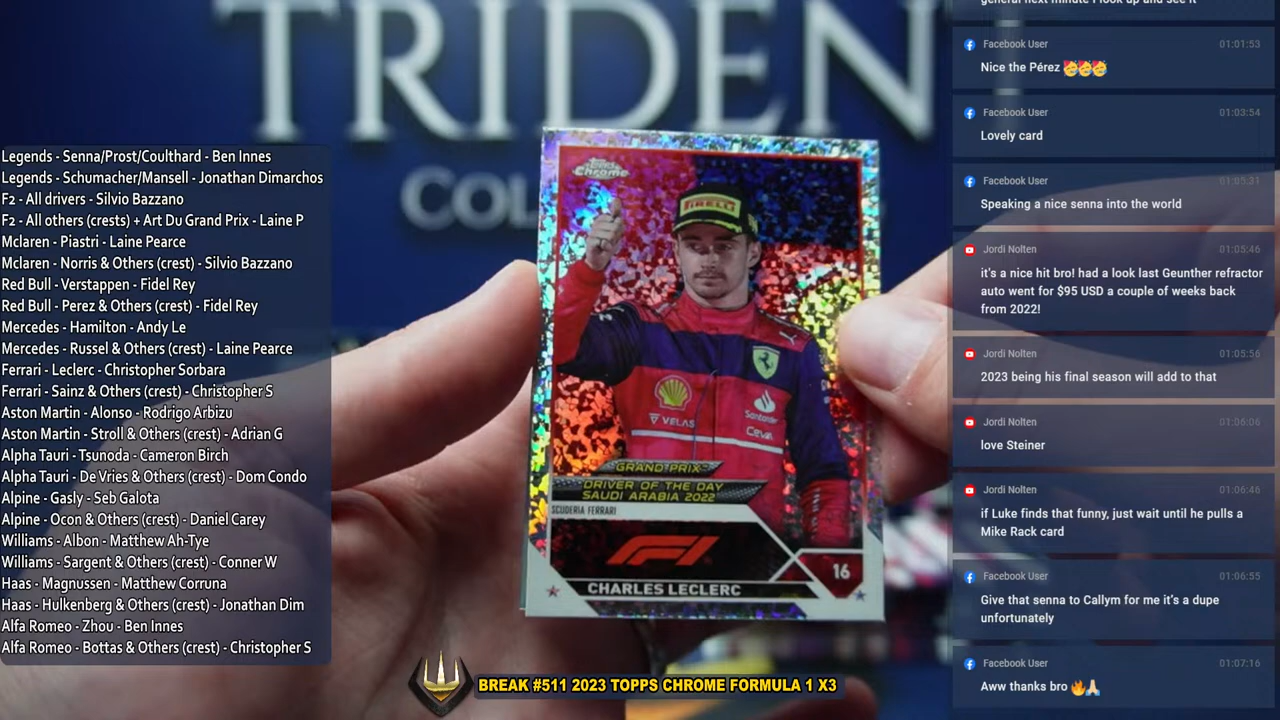 TRIDEN
COL
Legends - Senna/Prost/Coulthard - Ben Innes
Legends - Schumacher/Mansell - Jonathan Dimarchos
F2 - All drivers - Silvio Bazzano
F2 - All others (crests) + Art Du Grand Prix - Laine P
Mclaren - Piastri - Laine Pearce
Mclaren - Norris & Others (crest) - Silvio Bazzano
Red Bull - Verstappen - Fidel Rey
Red Bull - Perez & Others (crest) - Fidel Rey
Mercedes - Hamilton - Andy Le
Mercedes - Russel & Others (crest) - Laine Pearce
Ferrari - Leclerc - Christopher Sorbara
Ferrari - Sainz & Others (crest) - Christopher S
Aston Martin - Alonso - Rodrigo Arbizu
Aston Martin - Stroll & Others (crest) - Adrian G
Alpha Tauri - Tsunoda - Cameron Birch
Alpha Tauri - De Vries & Others (crest) - Dom Condo
Alpine - Gasly - Seb Galota
Alpine - Ocon & Others (crest) - Daniel Carey
Williams - Albon - Matthew Ah-Tye
Williams - Sargent & Others (crest) - Conner W
Haas - Magnussen - Matthew Corruna
Haas - Hulkenberg & Others (crest) - Jonathan Dim
Alfa Romeo - Zhou - Ben Innes
Alfa Romeo - Bottas & Others (crest) - Christopher S
Topps
Chrome
PIRELLI
VELAS
Santander
Ceva
GRAND PRIX
DRIVER OF THE DAY
SAUDI ARABIA 2022
SCUDERIA FERRARI
F1
16
CHARLES LECLERC
BREAK #511 2023 TOPPS CHROME FORMULA 1 X3
general next minute I look up and see it
Facebook User 01:01:53
Nice the Pérez 🥳🥳🥳
Facebook User 01:03:54
Lovely card
Facebook User 01:05:31
Speaking a nice senna into the world
Jordi Nolten 01:05:46
it's a nice hit bro! had a look last Geunther refractor
auto went for $95 USD a couple of weeks back
from 2022!
Jordi Nolten 01:05:56
2023 being his final season will add to that
Jordi Nolten 01:06:06
love Steiner
Jordi Nolten 01:06:46
if Luke finds that funny, just wait until he pulls a
Mike Rack card
Facebook User 01:06:55
Give that senna to Callym for me it's a dupe
unfortunately
Facebook User 01:07:16
Aww thanks bro 🔥🙏